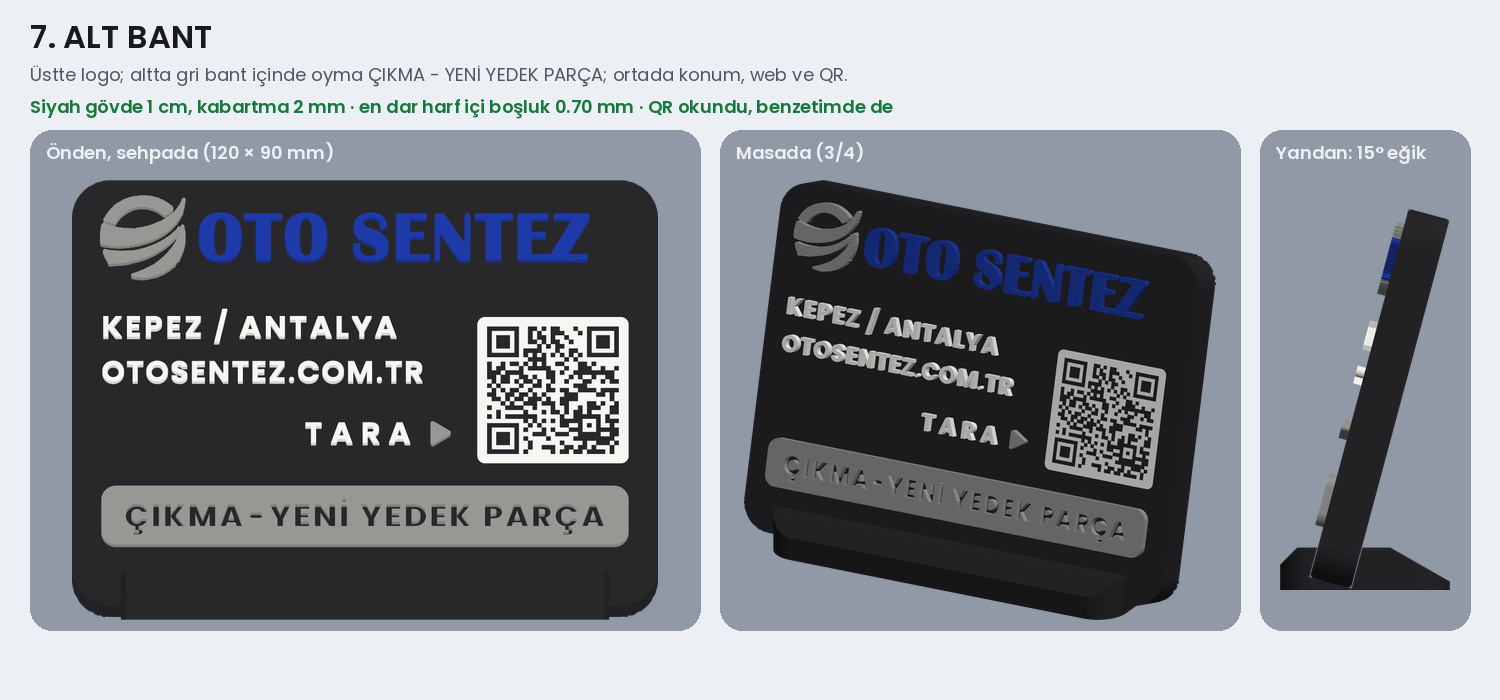 7. ALT BANT
Üstte logo; altta gri bant içinde oyma ÇIKMA - YENİ YEDEK PARÇA; ortada konum, web ve QR.
Siyah gövde 1 cm, kabartma 2 mm · en dar harf içi boşluk 0.70 mm · QR okundu, benzetimde de
Önden, sehpada (120 × 90 mm)
OTO SENTEZ
KEPEZ / ANTALYA
OTOSENTEZ.COM.TR
TARA
ÇIKMA-YENİ YEDEK PARÇA
Masada (3/4)
OTO SENTEZ
KEPEZ / ANTALYA
OTOSENTEZ.COM.TR
TARA
ÇIKMA-YENİ YEDEK PARÇA
Yandan: 15° eğik